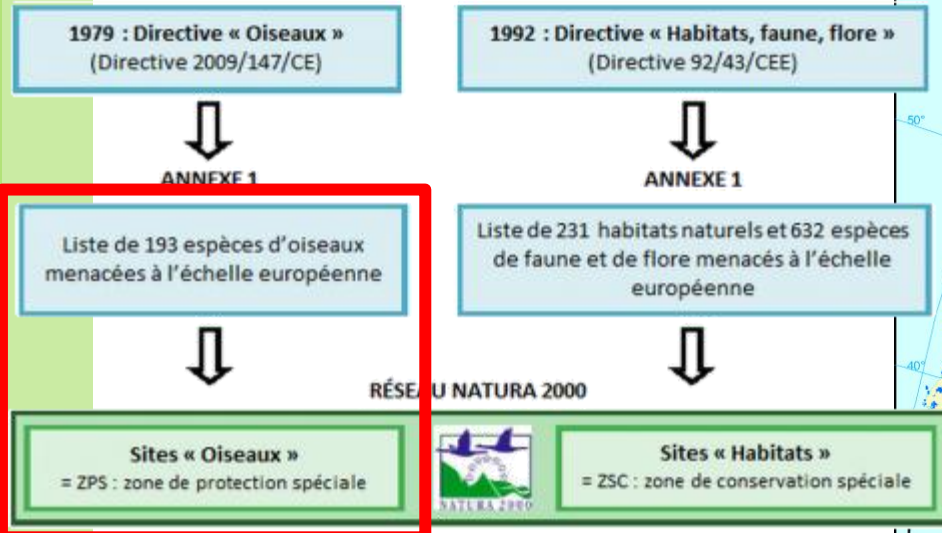 1979 : Directive « Oiseaux »
(Directive 2009/147/CE)
1992 : Directive « Habitats, faune, flore »
(Directive 92/43/CEE)
ANNEXE 1
ANNEXE 1
Liste de 193 espèces d'oiseaux
menacées à l'échelle européenne
Liste de 231 habitats naturels et 632 espèces
de faune et de flore menacés à l'échelle
européenne
RÉSEAU NATURA 2000
Sites « Oiseaux »
= ZPS : zone de protection spéciale
NATURA 2000
Sites « Habitats »
= ZSC : zone de conservation spéciale
50°
40°